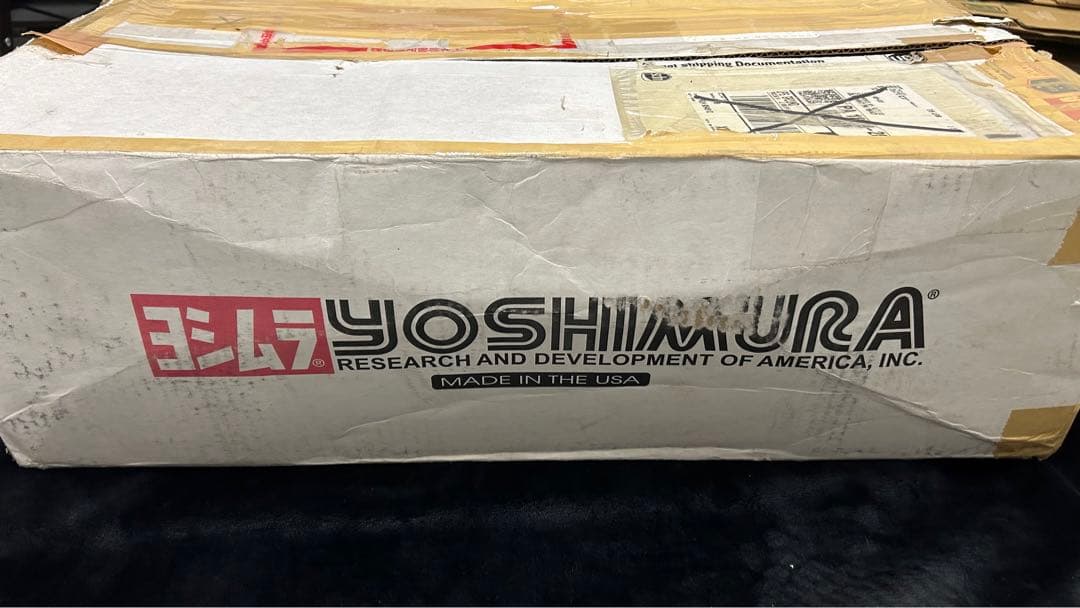 Shipping Documentation
ヨシムラ®
YOSHIMURA®
RESEARCH AND DEVELOPMENT OF AMERICA, INC.
MADE IN THE USA